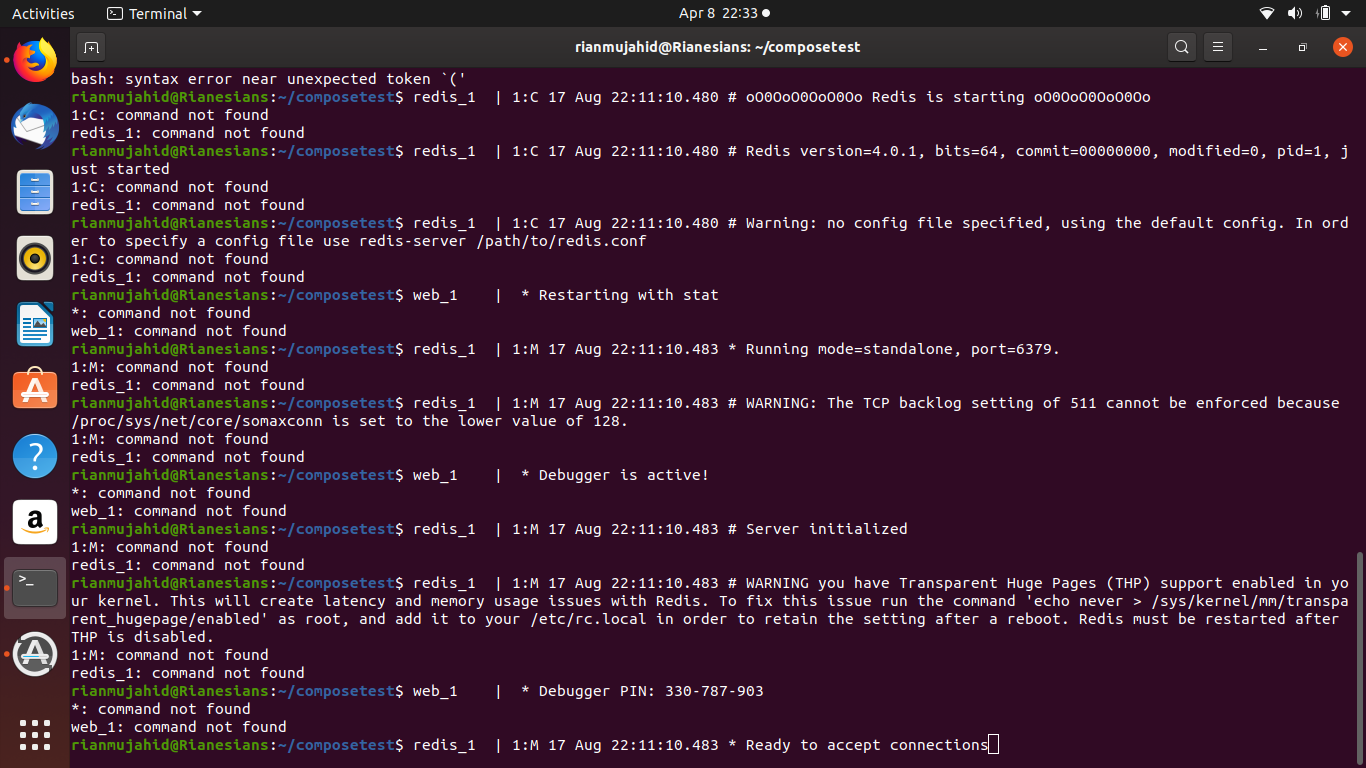 Activities
Terminal
Apr 8 22:33
rianmujahid@Rianesians: ~/composetest
bash: syntax error near unexpected token `('
rianmujahid@Rianesians:~/composetest$ redis_1  | 1:C 17 Aug 22:11:10.480 # oO0OoO0OoO0Oo Redis is starting oO0OoO0OoO0Oo
1:C: command not found
redis_1: command not found
rianmujahid@Rianesians:~/composetest$ redis_1  | 1:C 17 Aug 22:11:10.480 # Redis version=4.0.1, bits=64, commit=00000000, modified=0, pid=1, j
ust started
1:C: command not found
redis_1: command not found
rianmujahid@Rianesians:~/composetest$ redis_1  | 1:C 17 Aug 22:11:10.480 # Warning: no config file specified, using the default config. In ord
er to specify a config file use redis-server /path/to/redis.conf
1:C: command not found
redis_1: command not found
rianmujahid@Rianesians:~/composetest$ web_1    |  * Restarting with stat
*: command not found
web_1: command not found
rianmujahid@Rianesians:~/composetest$ redis_1  | 1:M 17 Aug 22:11:10.483 * Running mode=standalone, port=6379.
1:M: command not found
redis_1: command not found
rianmujahid@Rianesians:~/composetest$ redis_1  | 1:M 17 Aug 22:11:10.483 # WARNING: The TCP backlog setting of 511 cannot be enforced because
/proc/sys/net/core/somaxconn is set to the lower value of 128.
1:M: command not found
redis_1: command not found
rianmujahid@Rianesians:~/composetest$ web_1    |  * Debugger is active!
*: command not found
web_1: command not found
rianmujahid@Rianesians:~/composetest$ redis_1  | 1:M 17 Aug 22:11:10.483 # Server initialized
1:M: command not found
redis_1: command not found
rianmujahid@Rianesians:~/composetest$ redis_1  | 1:M 17 Aug 22:11:10.483 # WARNING you have Transparent Huge Pages (THP) support enabled in yo
ur kernel. This will create latency and memory usage issues with Redis. To fix this issue run the command 'echo never > /sys/kernel/mm/transpa
rent_hugepage/enabled' as root, and add it to your /etc/rc.local in order to retain the setting after a reboot. Redis must be restarted after
THP is disabled.
1:M: command not found
redis_1: command not found
rianmujahid@Rianesians:~/composetest$ web_1    |  * Debugger PIN: 330-787-903
*: command not found
web_1: command not found
rianmujahid@Rianesians:~/composetest$ redis_1  | 1:M 17 Aug 22:11:10.483 * Ready to accept connections